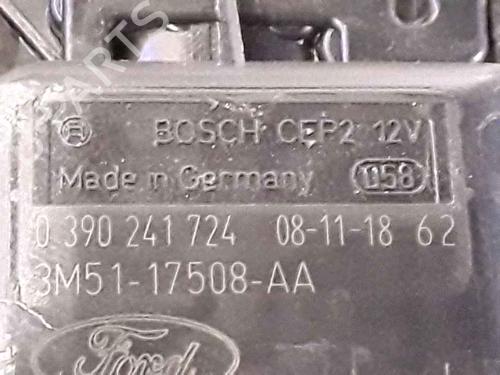 BOSCH CEP2 12V
Made in Germany 058
0 390 241 724 08-11-18 62
3M51-17508-AA
Ford